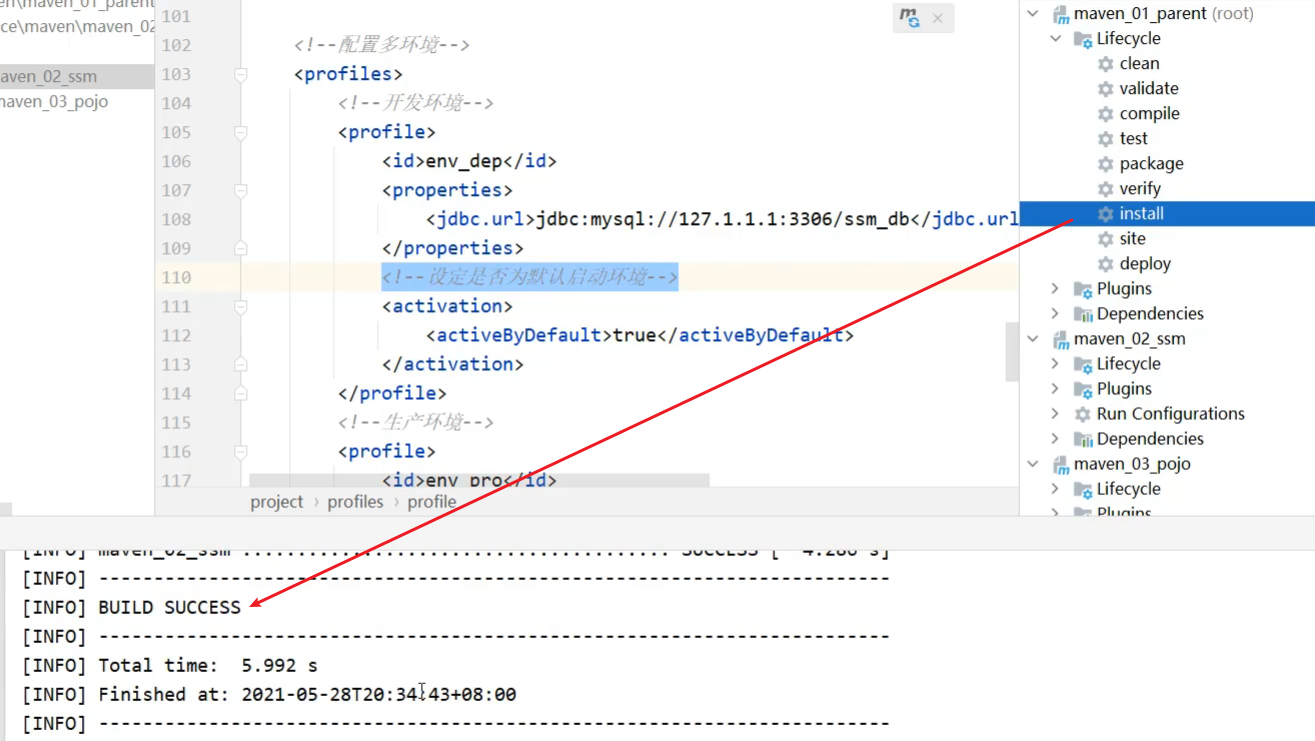 en\maven_01_parent
ce\maven\maven_02
aven_02_ssm
maven_03_pojo
101
102 <!--配置多环境-->
103 <profiles>
104 <!--开发环境-->
105 <profile>
106 <id>env_dep</id>
107 <properties>
108 <jdbc.url>jdbc:mysql://127.1.1.1:3306/ssm_db</jdbc.url
109 </properties>
110 <!--设定是否为默认启动环境-->
111 <activation>
112 <activeByDefault>true</activeByDefault>
113 </activation>
114 </profile>
115 <!--生产环境-->
116 <profile>
117 <id>env_pro</id>
project › profiles › profile
maven_01_parent (root)
Lifecycle
clean
validate
compile
test
package
verify
install
site
deploy
Plugins
Dependencies
maven_02_ssm
Lifecycle
Plugins
Run Configurations
Dependencies
maven_03_pojo
Lifecycle
Plugins
[INFO] maven_02_ssm ....................................... SUCCESS [  4.280 s]
[INFO] ------------------------------------------------------------------------
[INFO] BUILD SUCCESS
[INFO] ------------------------------------------------------------------------
[INFO] Total time:  5.992 s
[INFO] Finished at: 2021-05-28T20:34:43+08:00
[INFO] ------------------------------------------------------------------------